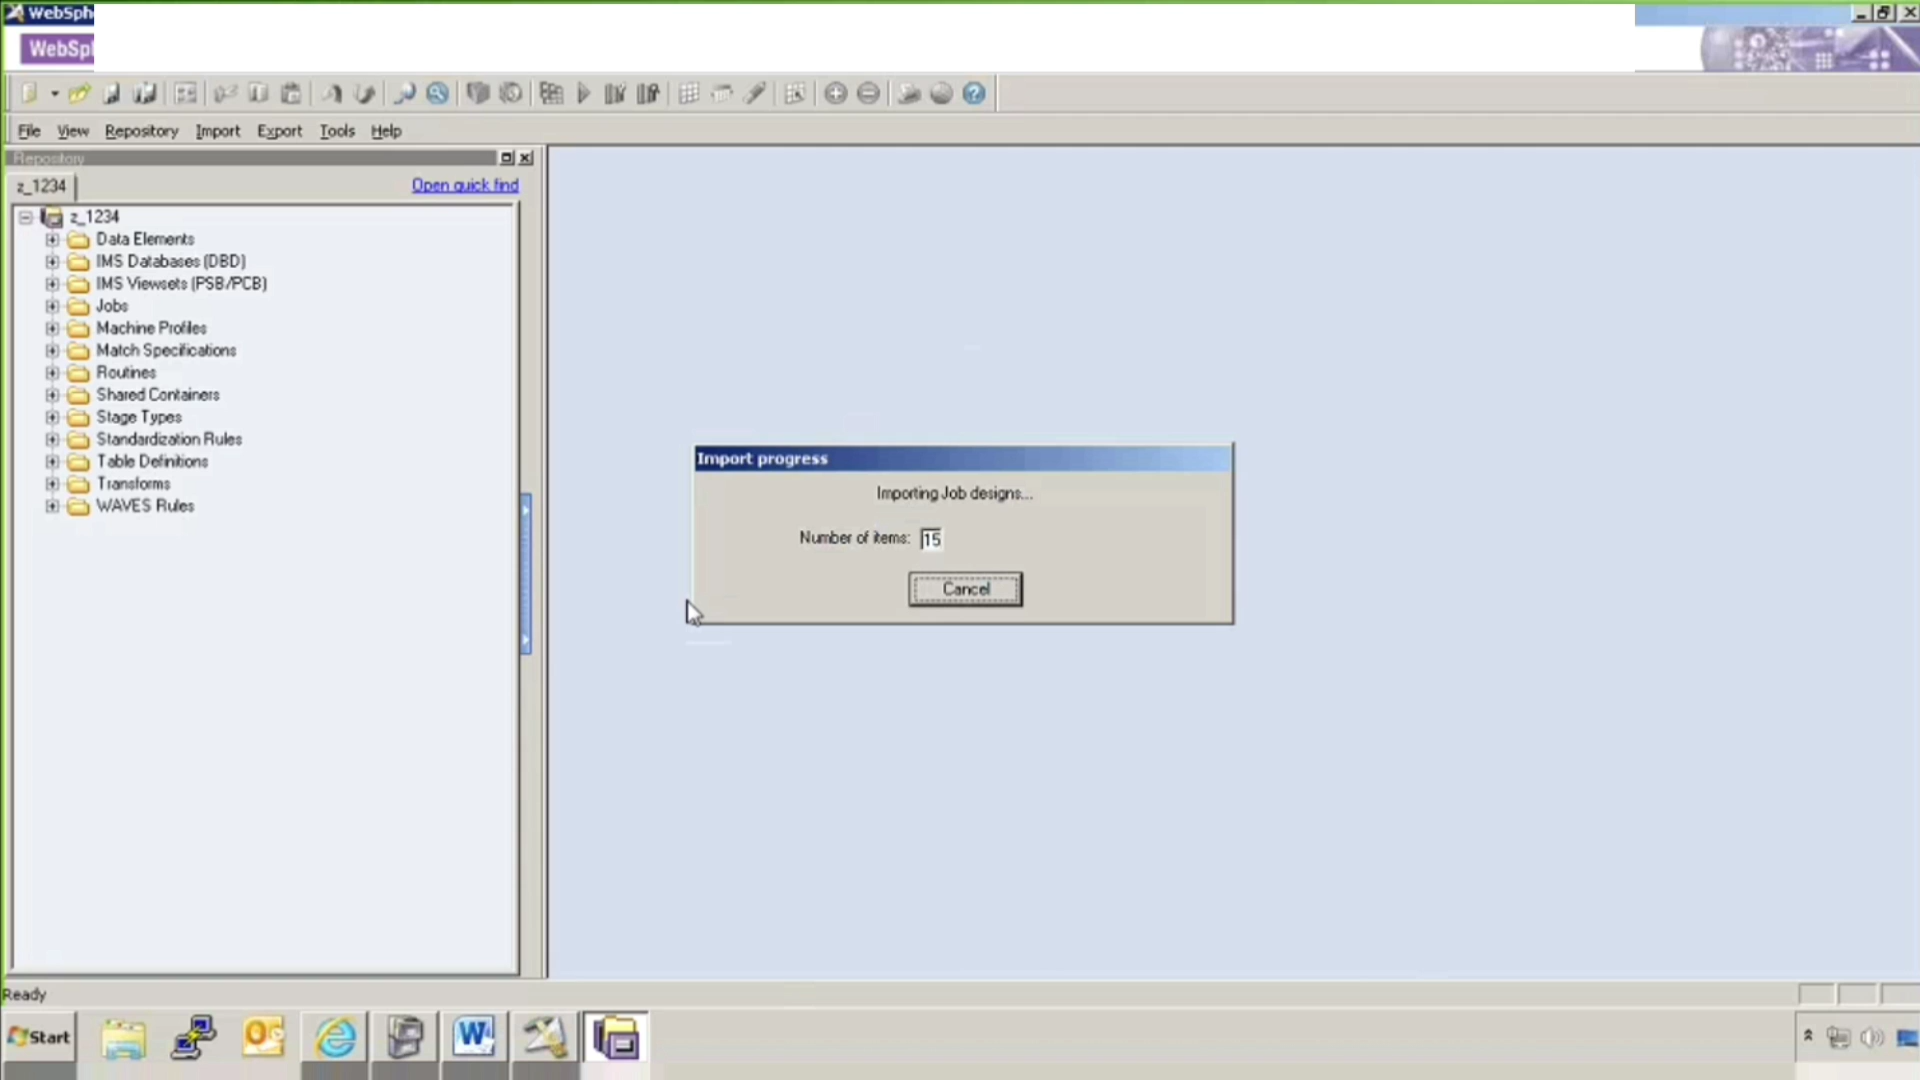 WebSph
WebSpl
File View Repository Import Export Tools Help
Repository
z_1234 Open quick find
z_1234
Data Elements
IMS Databases (DBD)
IMS Viewsets (PSB/PCB)
Jobs
Machine Profiles
Match Specifications
Routines
Shared Containers
Stage Types
Standardization Rules
Table Definitions
Transforms
WAVES Rules
Import progress
Importing Job designs...
Number of items: 15
Cancel
Ready
Start